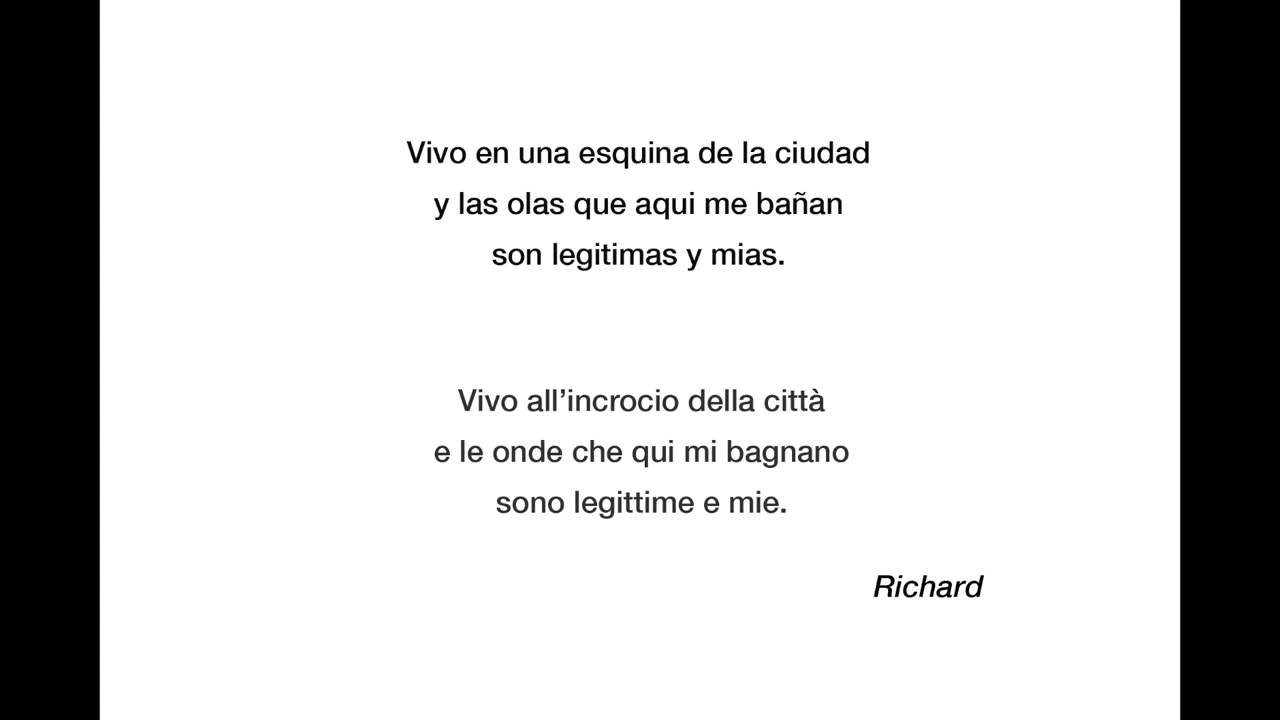 Vivo en una esquina de la ciudad
y las olas que aqui me bañan
son legitimas y mias.
Vivo all’incrocio della città
e le onde che qui mi bagnano
sono legittime e mie.
Richard